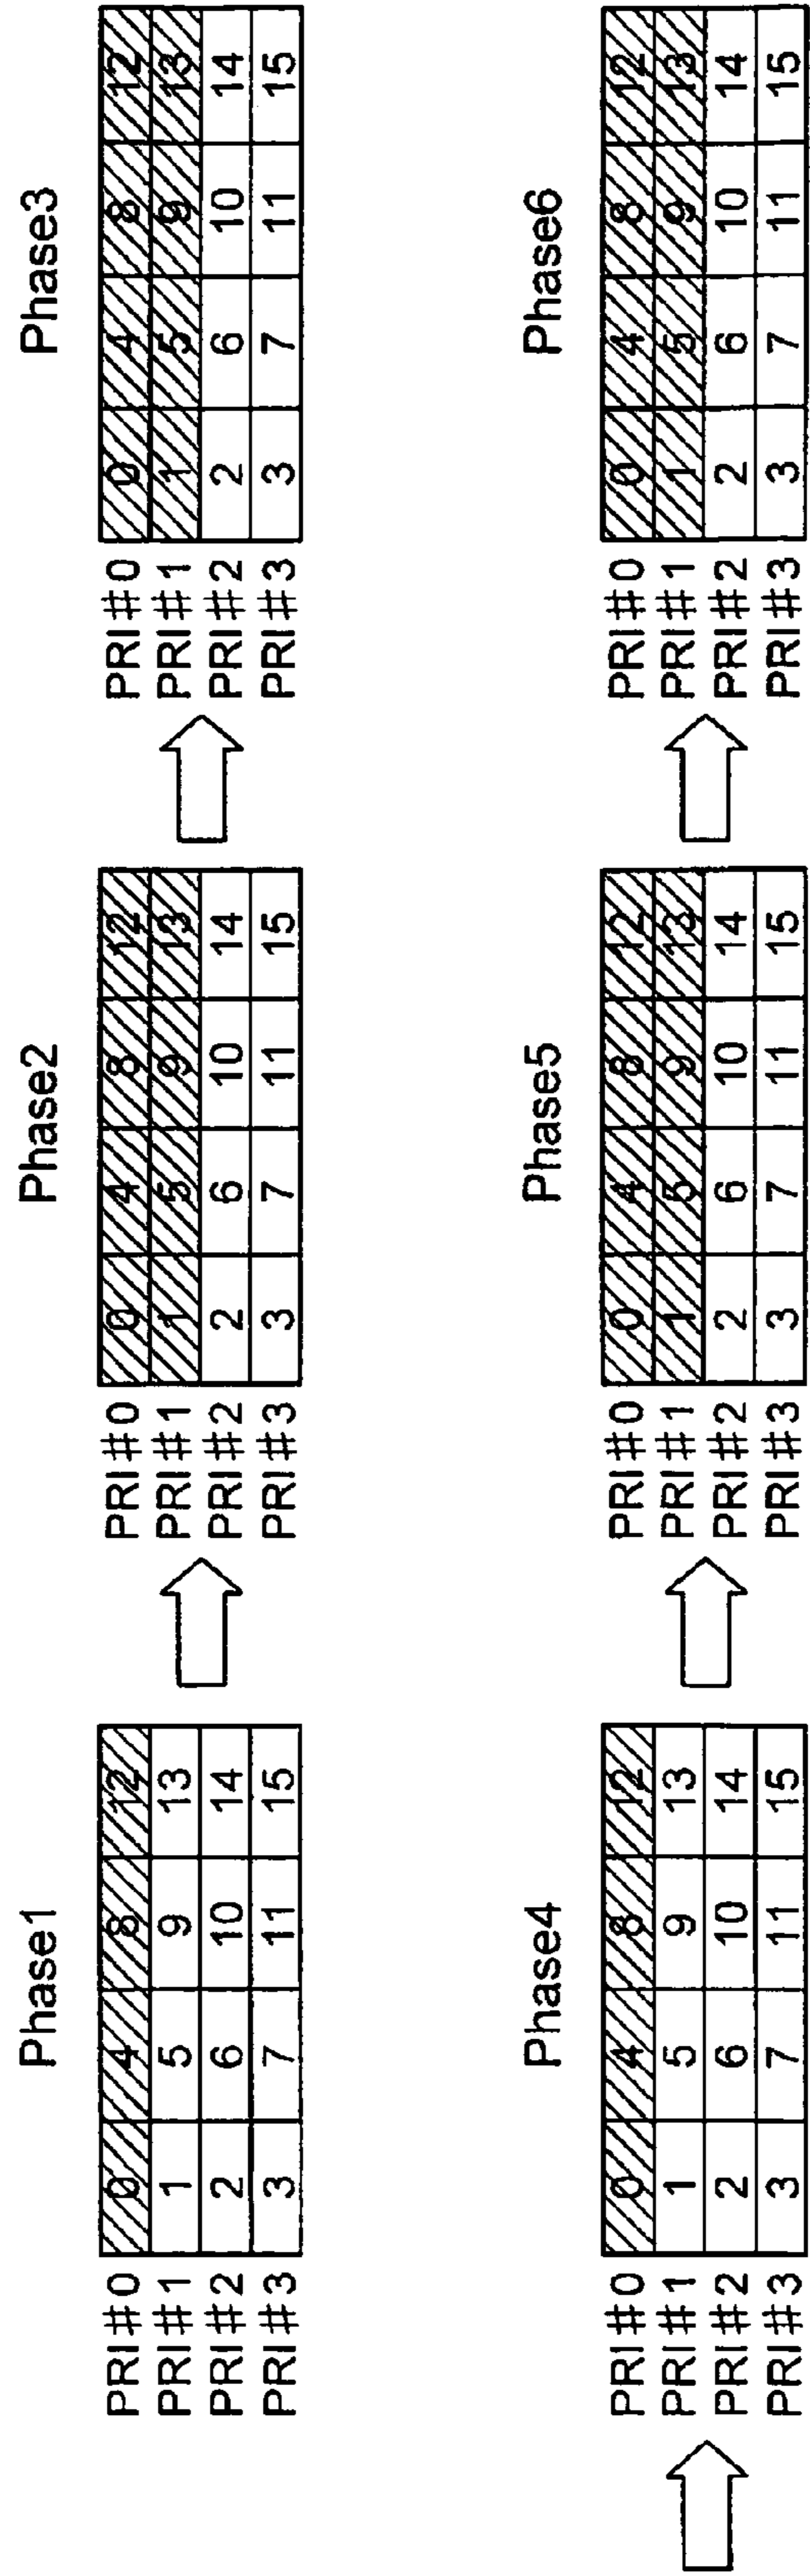 Phase1
PRI#0 0 4 8 12
PRI#1 1 5 9 13
PRI#2 2 6 10 14
PRI#3 3 7 11 15
Phase2
PRI#0 0 4 8 12
PRI#1 1 5 9 13
PRI#2 2 6 10 14
PRI#3 3 7 11 15
Phase3
PRI#0 0 4 8 12
PRI#1 1 5 9 13
PRI#2 2 6 10 14
PRI#3 3 7 11 15
Phase4
PRI#0 0 4 8 12
PRI#1 1 5 9 13
PRI#2 2 6 10 14
PRI#3 3 7 11 15
Phase5
PRI#0 0 4 8 12
PRI#1 1 5 9 13
PRI#2 2 6 10 14
PRI#3 3 7 11 15
Phase6
PRI#0 0 4 8 12
PRI#1 1 5 9 13
PRI#2 2 6 10 14
PRI#3 3 7 11 15